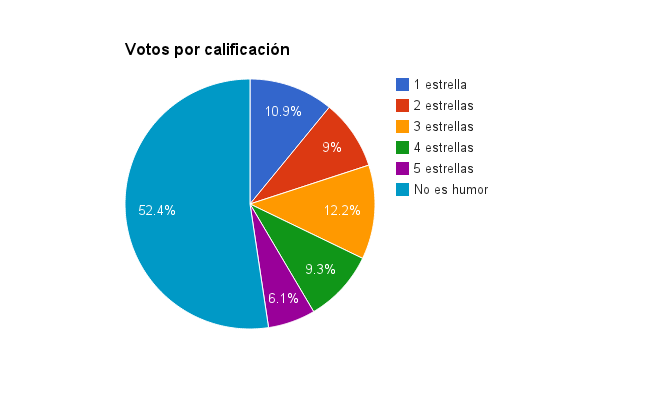 Votos por calificación
1 estrella
2 estrellas
3 estrellas
4 estrellas
5 estrellas
No es humor
10.9%
9%
12.2%
9.3%
6.1%
52.4%